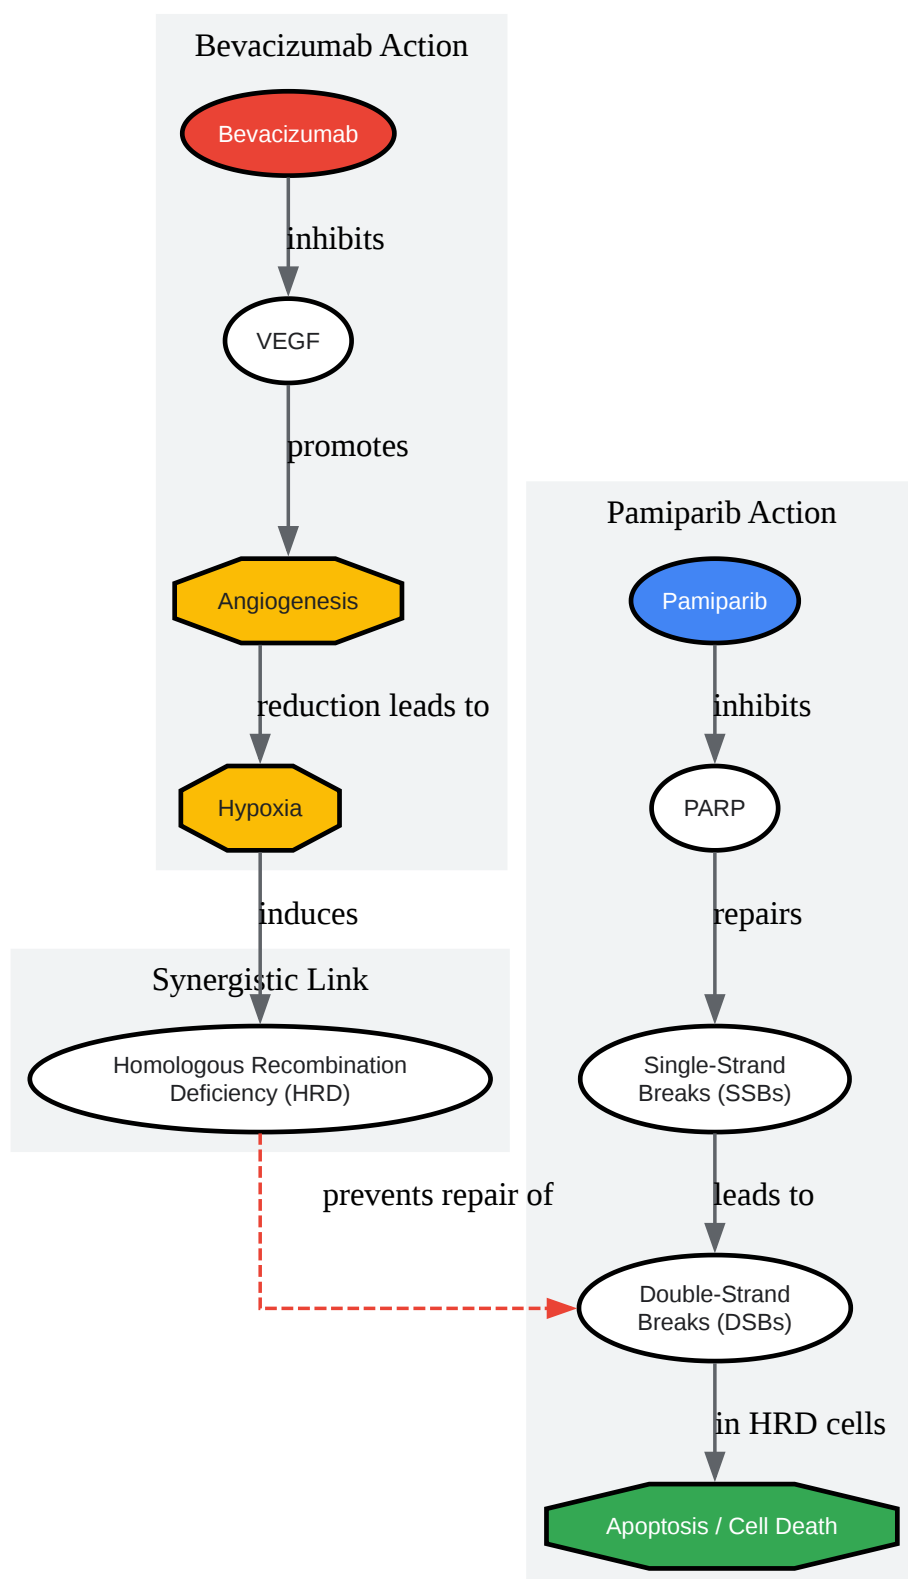 Bevacizumab Action
Bevacizumab
inhibits
VEGF
promotes
Angiogenesis
reduction leads to
Hypoxia
induces
Synergistic Link
Homologous Recombination
Deficiency (HRD)
prevents repair of
Pamiparib Action
Pamiparib
inhibits
PARP
repairs
Single-Strand
Breaks (SSBs)
leads to
Double-Strand
Breaks (DSBs)
in HRD cells
Apoptosis / Cell Death